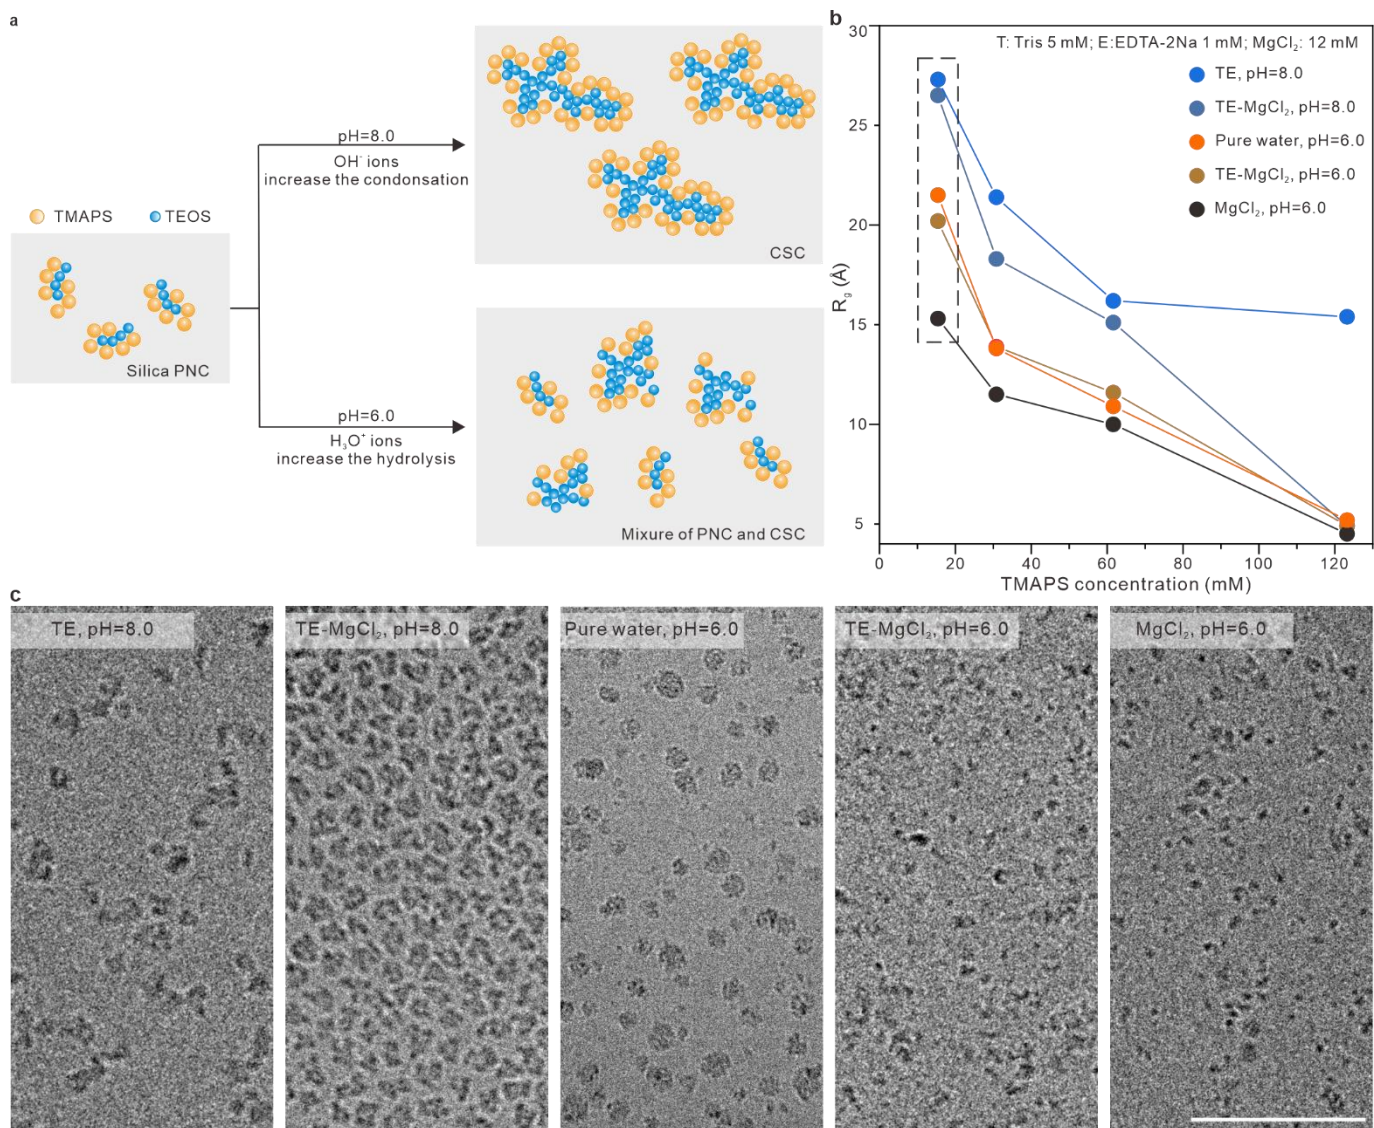 a
TMAPS
TEOS
Silica PNC
pH=8.0
OH⁻ ions
increase the condonsation
CSC
pH=6.0
H₃O⁺ ions
increase the hydrolysis
Mixure of PNC and CSC
b
T: Tris 5 mM; E:EDTA-2Na 1 mM; MgCl₂: 12 mM
TE, pH=8.0
TE-MgCl₂, pH=8.0
Pure water, pH=6.0
TE-MgCl₂, pH=6.0
MgCl₂, pH=6.0
30
25
20
15
10
5
R_g (Å)
0 20 40 60 80 100 120
TMAPS concentration (mM)
c
TE, pH=8.0
TE-MgCl₂, pH=8.0
Pure water, pH=6.0
TE-MgCl₂, pH=6.0
MgCl₂, pH=6.0